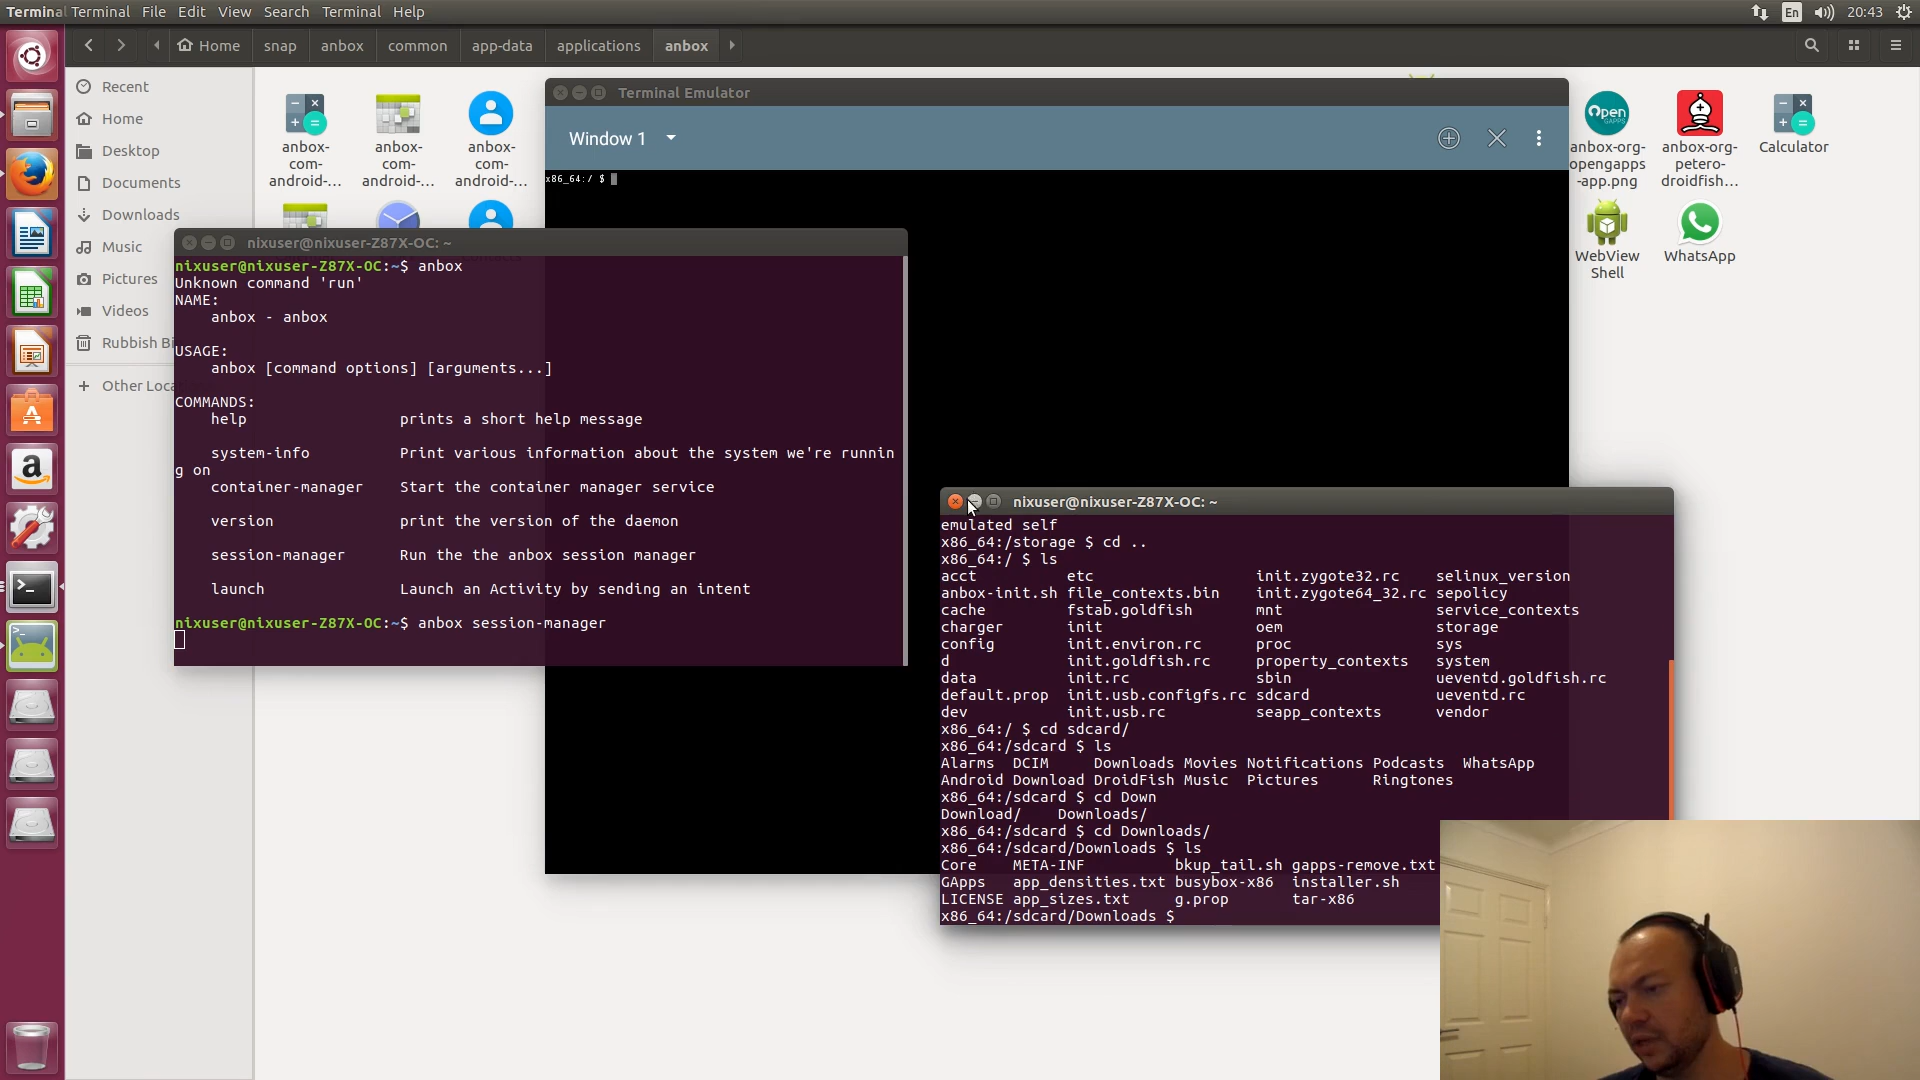 Terminal Terminal File Edit View Search Terminal Help
En 20:43
Home snap anbox common app-data applications anbox
Recent
Home
Desktop
Documents
Downloads
Music
Pictures
Videos
Rubbish Bi
Other Loca
anbox-
com-
android-...
anbox-
com-
android-...
anbox-
com-
android-...
Open
anbox-org-
opengapps
-app.png
anbox-org-
petero-
droidfish...
Calculator
WebView
Shell
WhatsApp
Terminal Emulator
Window 1
x86_64:/ $
nixuser@nixuser-Z87X-OC: ~
nixuser@nixuser-Z87X-OC:~$ anbox
Unknown command 'run'
NAME:
anbox - anbox
USAGE:
anbox [command options] [arguments...]
COMMANDS:
help prints a short help message
system-info Print various information about the system we're runnin
g on
container-manager Start the container manager service
version print the version of the daemon
session-manager Run the the anbox session manager
launch Launch an Activity by sending an intent
nixuser@nixuser-Z87X-OC:~$ anbox session-manager
nixuser@nixuser-Z87X-OC: ~
emulated self
x86_64:/storage $ cd ..
x86_64:/ $ ls
acct etc init.zygote32.rc selinux_version
anbox-init.sh file_contexts.bin init.zygote64_32.rc sepolicy
cache fstab.goldfish mnt service_contexts
charger init oem storage
config init.environ.rc proc sys
d init.goldfish.rc property_contexts system
data init.rc sbin ueventd.goldfish.rc
default.prop init.usb.configfs.rc sdcard ueventd.rc
dev init.usb.rc seapp_contexts vendor
x86_64:/ $ cd sdcard/
x86_64:/sdcard $ ls
Alarms DCIM Downloads Movies Notifications Podcasts WhatsApp
Android Download DroidFish Music Pictures Ringtones
x86_64:/sdcard $ cd Down
Download/ Downloads/
x86_64:/sdcard $ cd Downloads/
x86_64:/sdcard/Downloads $ ls
Core META-INF bkup_tail.sh gapps-remove.txt
GApps app_densities.txt busybox-x86 installer.sh
LICENSE app_sizes.txt g.prop tar-x86
x86_64:/sdcard/Downloads $